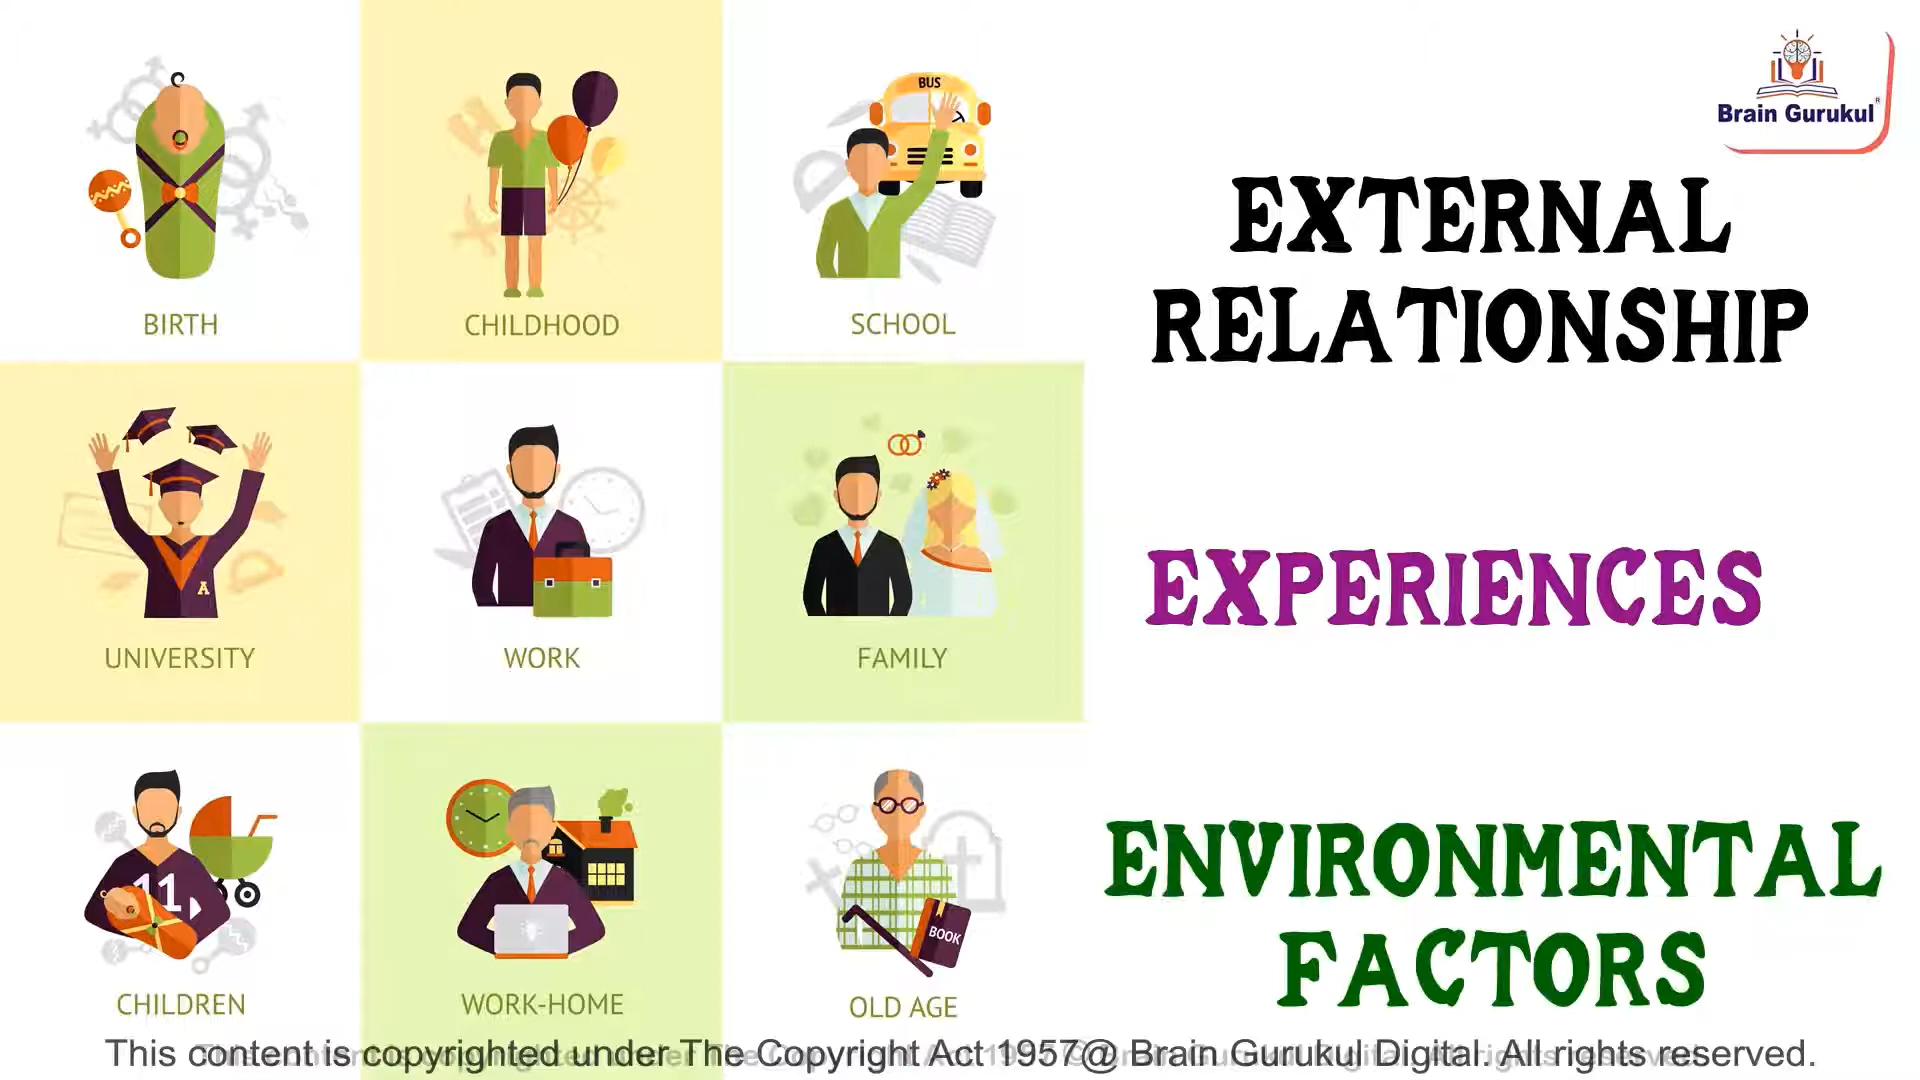 BUS
Brain Gurukul
EXTERNAL
RELATIONSHIP
BIRTH
CHILDHOOD
SCHOOL
EXPERIENCES
A
UNIVERSITY
WORK
FAMILY
11
BOOK
ENVIRONMENTAL
FACTORS
CHILDREN
WORK-HOME
OLD AGE
This content is copyrighted under The Copyright Act 1957@ Brain Gurukul Digital. All rights reserved.